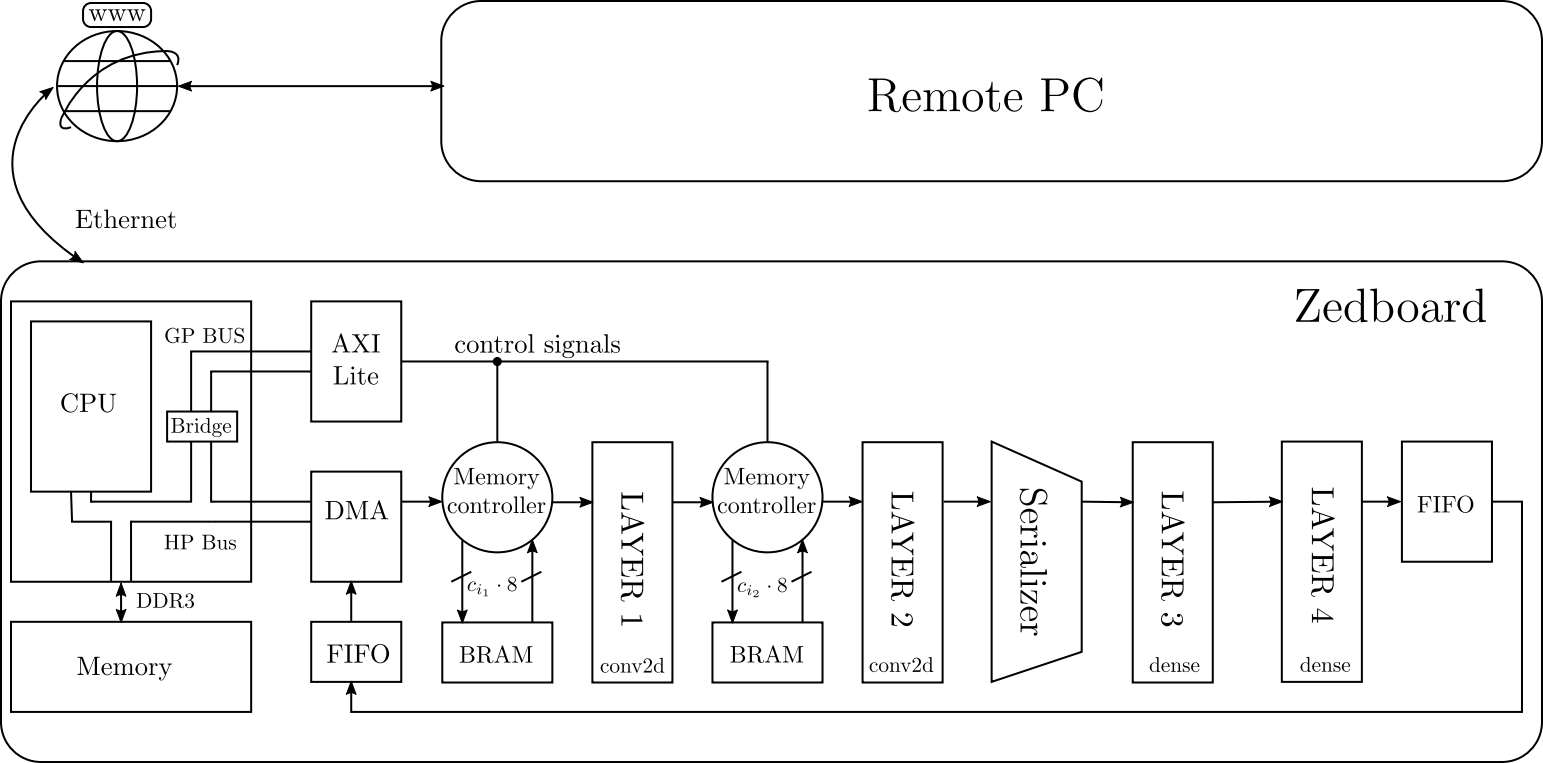 www
Remote PC
Ethernet
Zedboard
GP BUS
CPU
Bridge
HP Bus
DDR3
Memory
AXI
Lite
control signals
DMA
FIFO
Memory
controller
c_{i_1} · 8
BRAM
LAYER 1
conv2d
Memory
controller
c_{i_2} · 8
BRAM
LAYER 2
conv2d
Serializer
LAYER 3
dense
LAYER 4
dense
FIFO